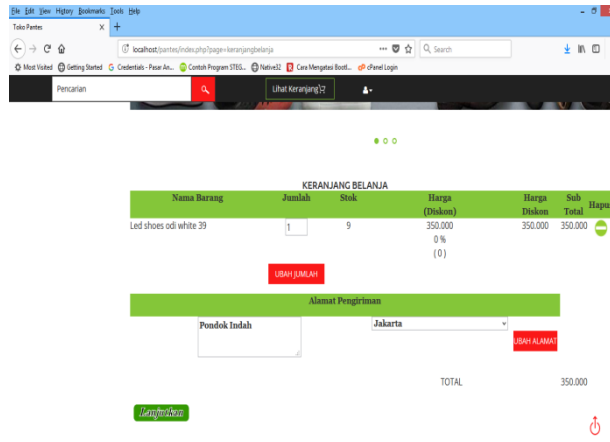 File Edit View History Bookmarks Tools Help
Toko Pantes
localhost/pantes/index.php?page=keranjangbelanja
Search
Most Visited Getting Started Credentials - Pasar An... Contoh Program STEG... Native32 Cara Mengatasi Bootl... cPanel Login
Pencarian Lihat Keranjang
KERANJANG BELANJA
Nama Barang Jumlah Stok Harga (Diskon) Harga Diskon Sub Total Hapus
Led shoes odi white 39 1 9 350.000 350.000 350.000
0 %
( 0 )
UBAH JUMLAH
Alamat Pengiriman
Pondok Indah Jakarta
UBAH ALAMAT
TOTAL 350.000
Lanjutkan